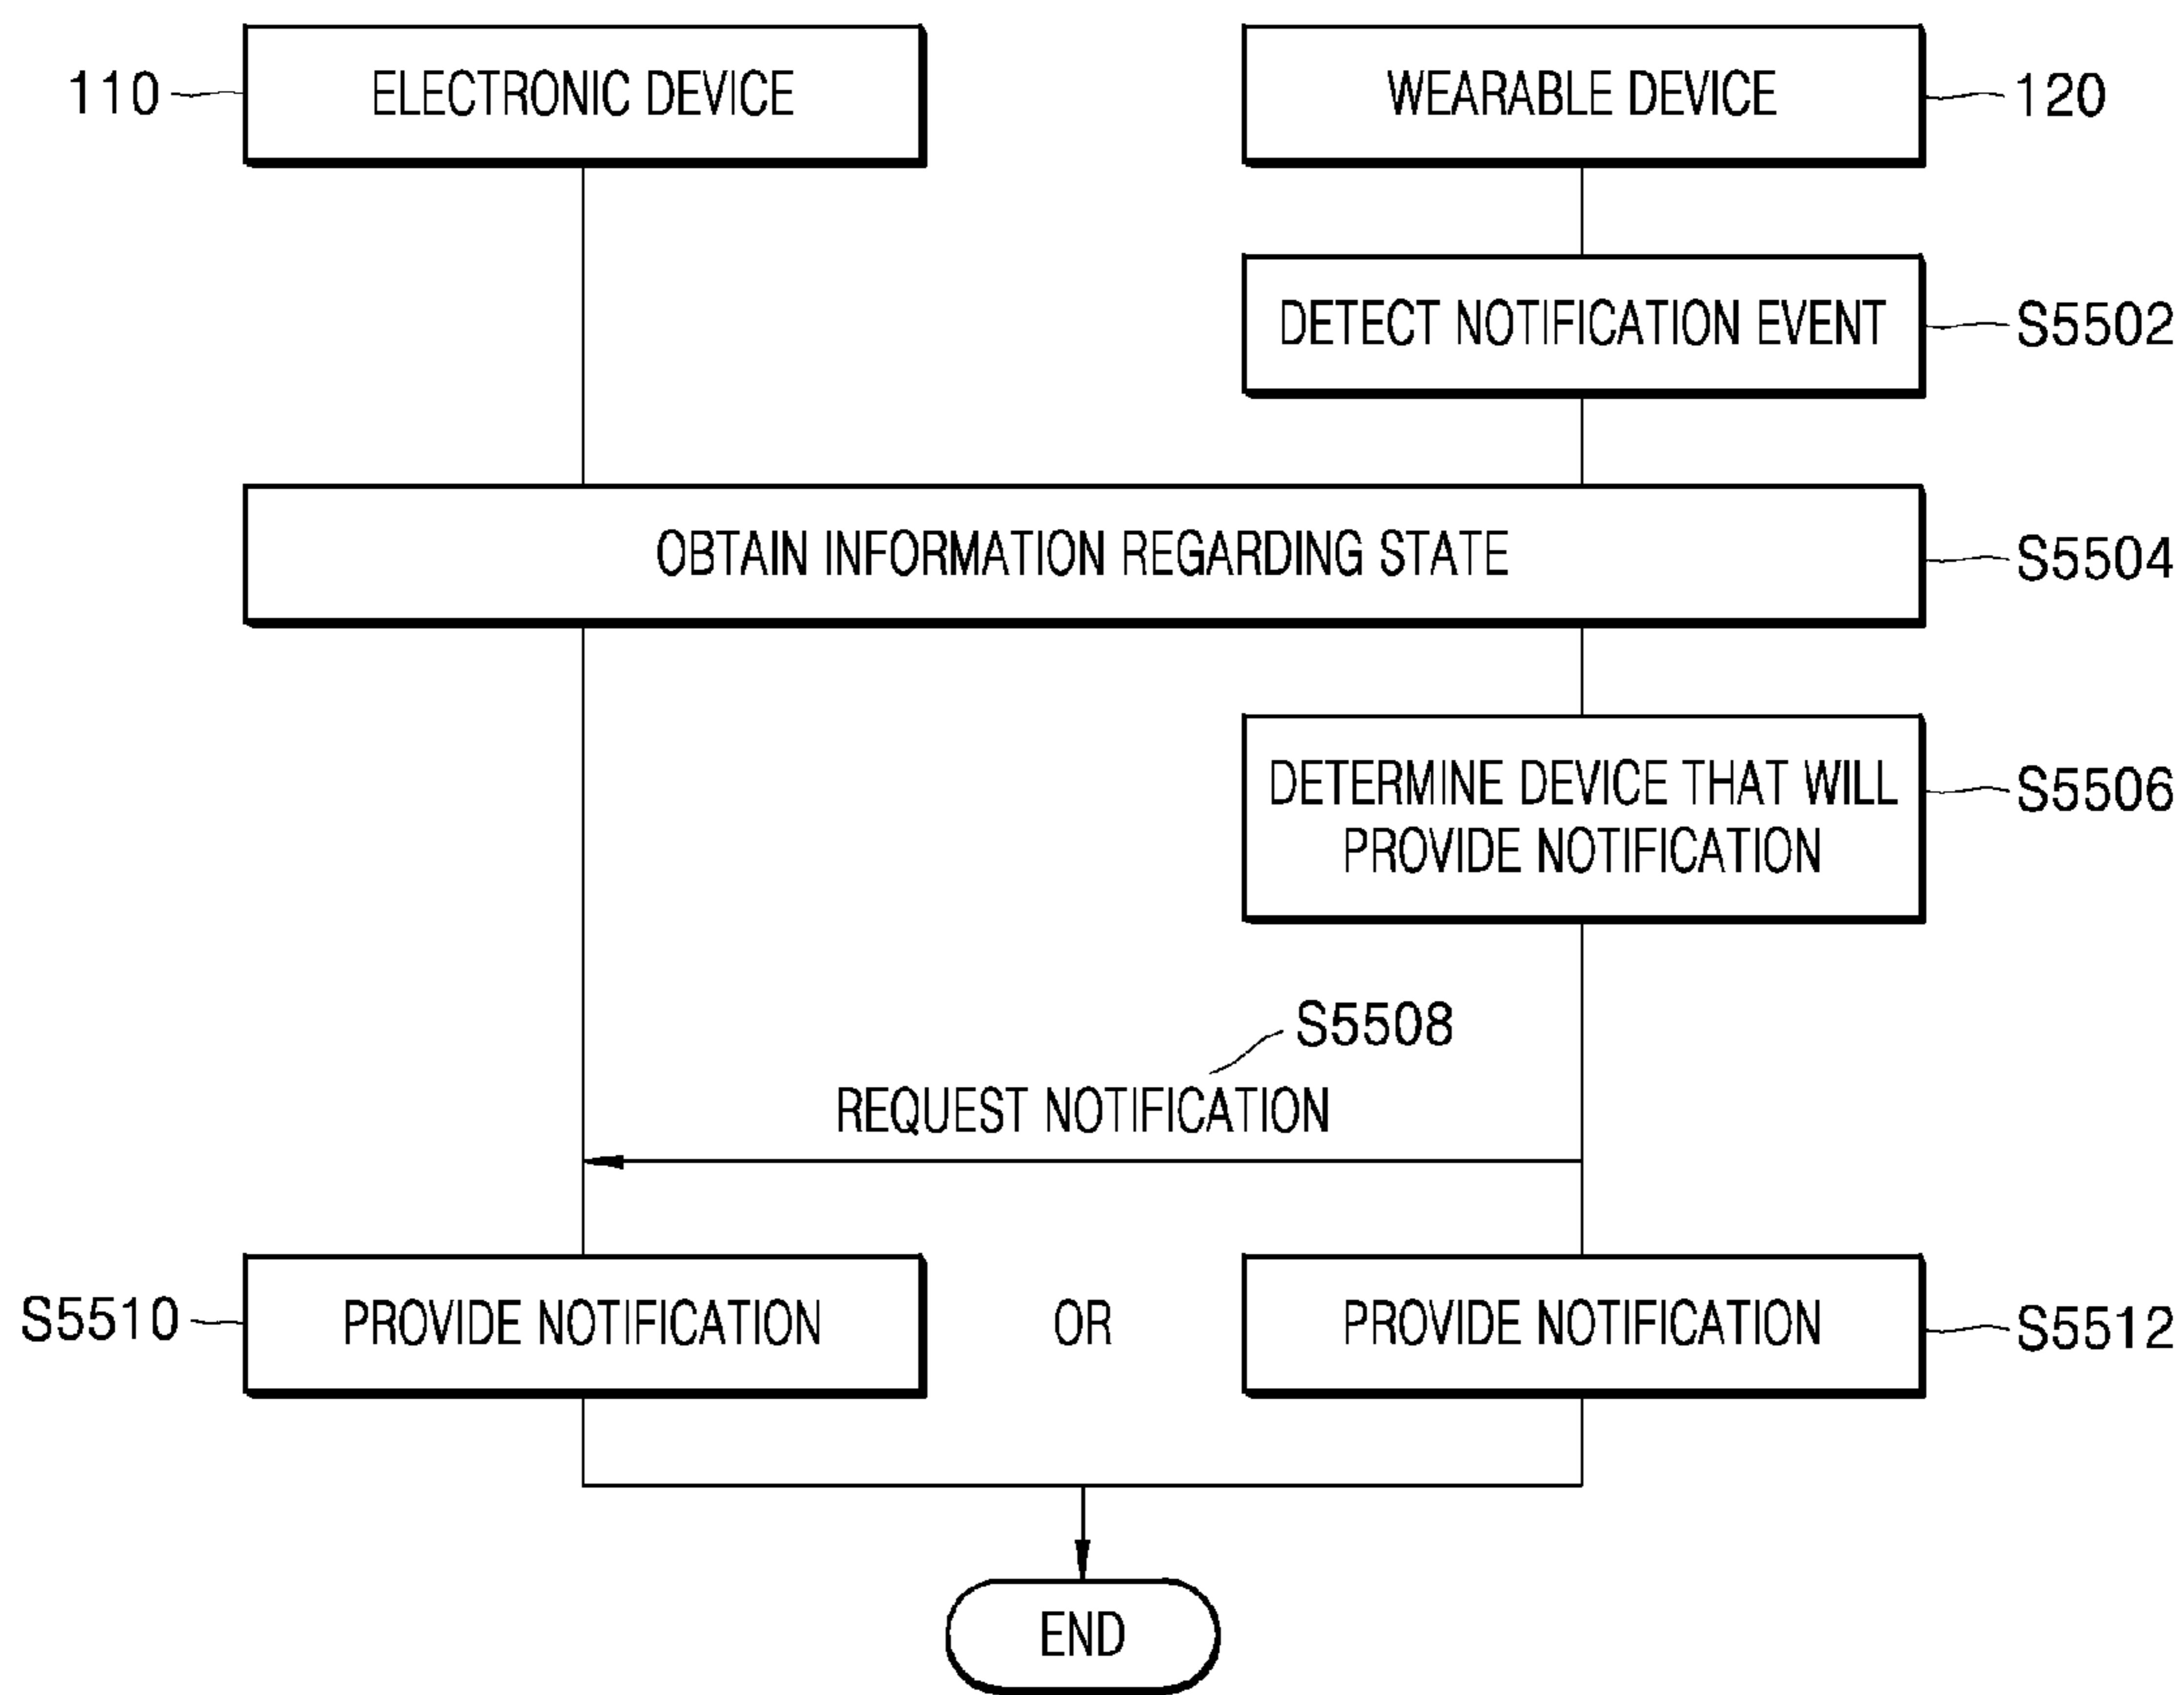 110
ELECTRONIC DEVICE
WEARABLE DEVICE
120
DETECT NOTIFICATION EVENT
S5502
OBTAIN INFORMATION REGARDING STATE
S5504
DETERMINE DEVICE THAT WILL
PROVIDE NOTIFICATION
S5506
S5508
REQUEST NOTIFICATION
S5510
PROVIDE NOTIFICATION
OR
PROVIDE NOTIFICATION
S5512
END